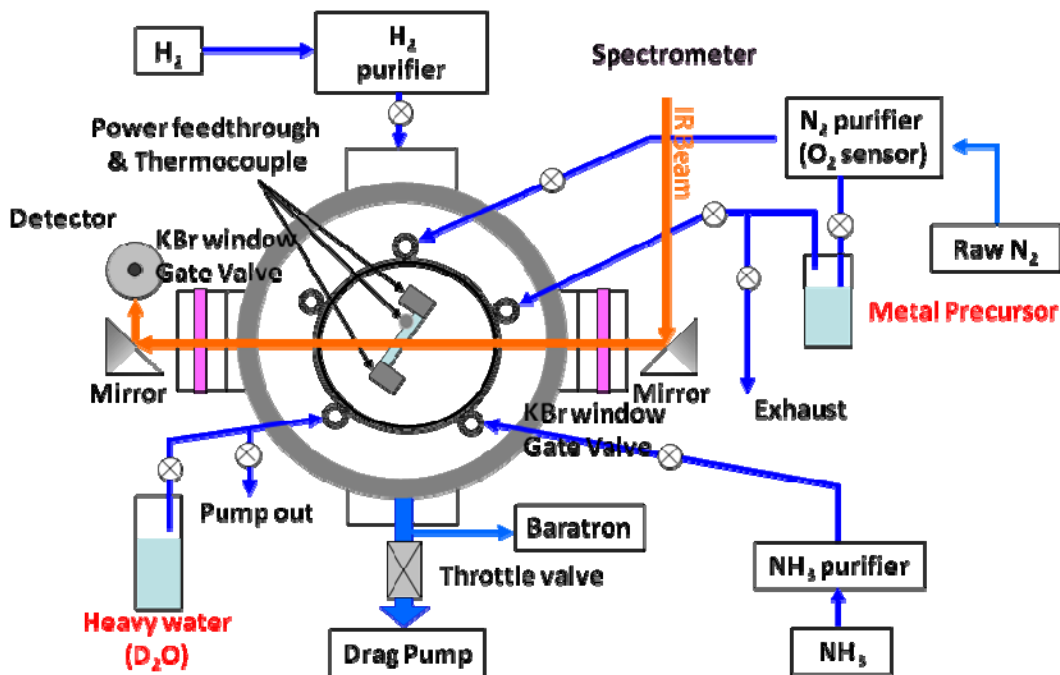 H₂
H₂
purifier
Spectrometer
Power feedthrough
& Thermocouple
IR Beam
N₂ purifier
(O₂ sensor)
Detector
KBr window
Gate Valve
Raw N₂
Metal Precursor
Mirror
Mirror
KBr window
Gate Valve
Exhaust
Pump out
Baratron
Throttle valve
NH₃ purifier
Heavy water
(D₂O)
Drag Pump
NH₃